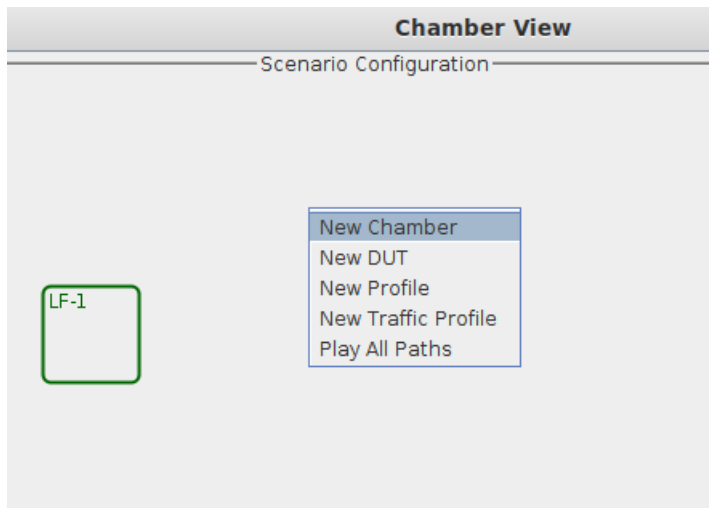 Chamber View
Scenario Configuration
New Chamber
New DUT
New Profile
New Traffic Profile
Play All Paths
LF-1